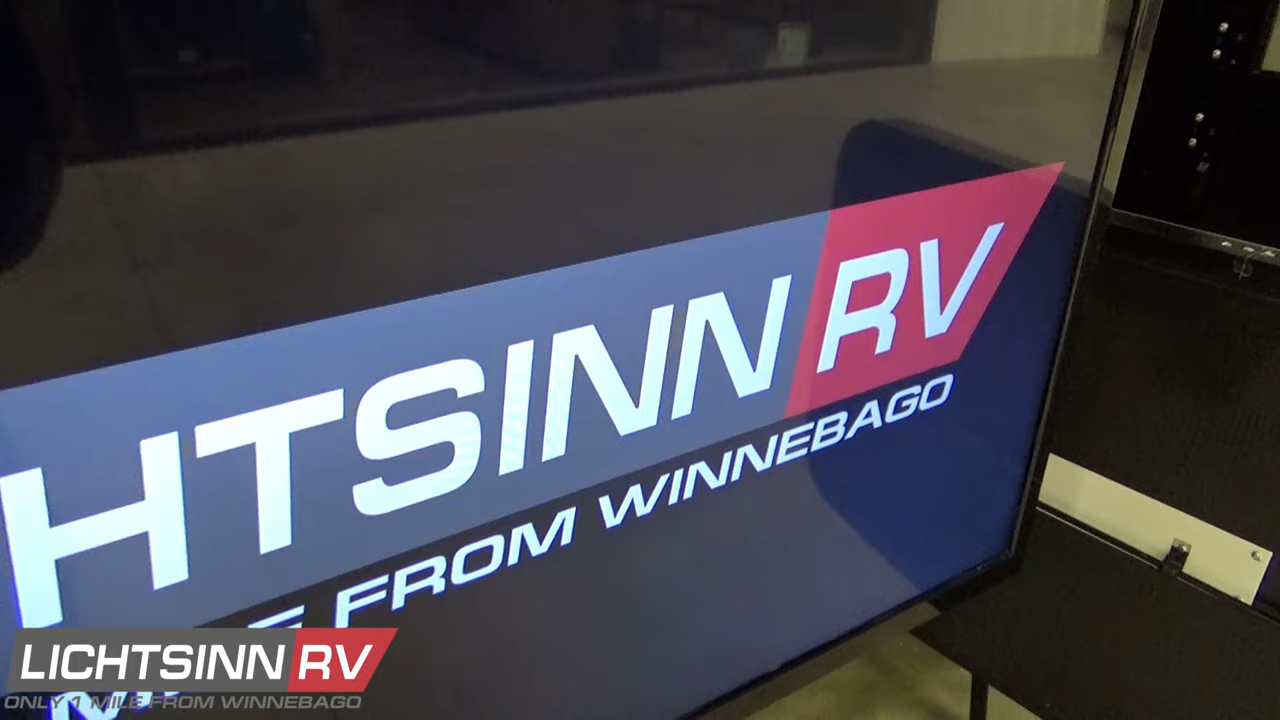 HTSINN RV
FROM WINNEBAGO
LICHTSINN RV
ONLY 1 MILE FROM WINNEBAGO